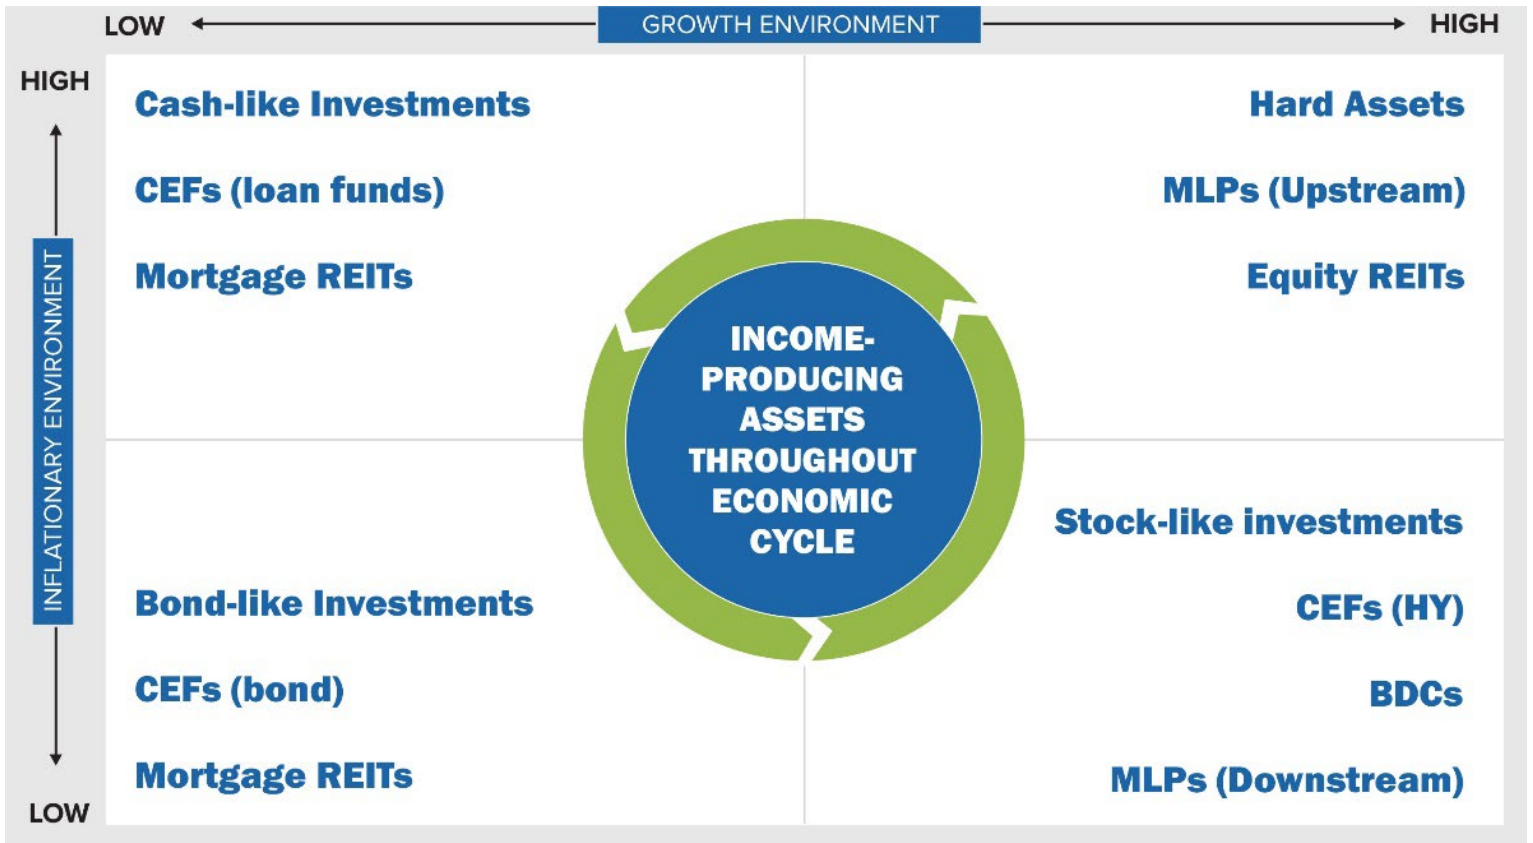 LOW
GROWTH ENVIRONMENT
HIGH
HIGH
INFLATIONARY ENVIRONMENT
LOW
Cash-like Investments
CEFs (loan funds)
Mortgage REITs
Hard Assets
MLPs (Upstream)
Equity REITs
INCOME-
PRODUCING
ASSETS
THROUGHOUT
ECONOMIC
CYCLE
Bond-like Investments
CEFs (bond)
Mortgage REITs
Stock-like investments
CEFs (HY)
BDCs
MLPs (Downstream)